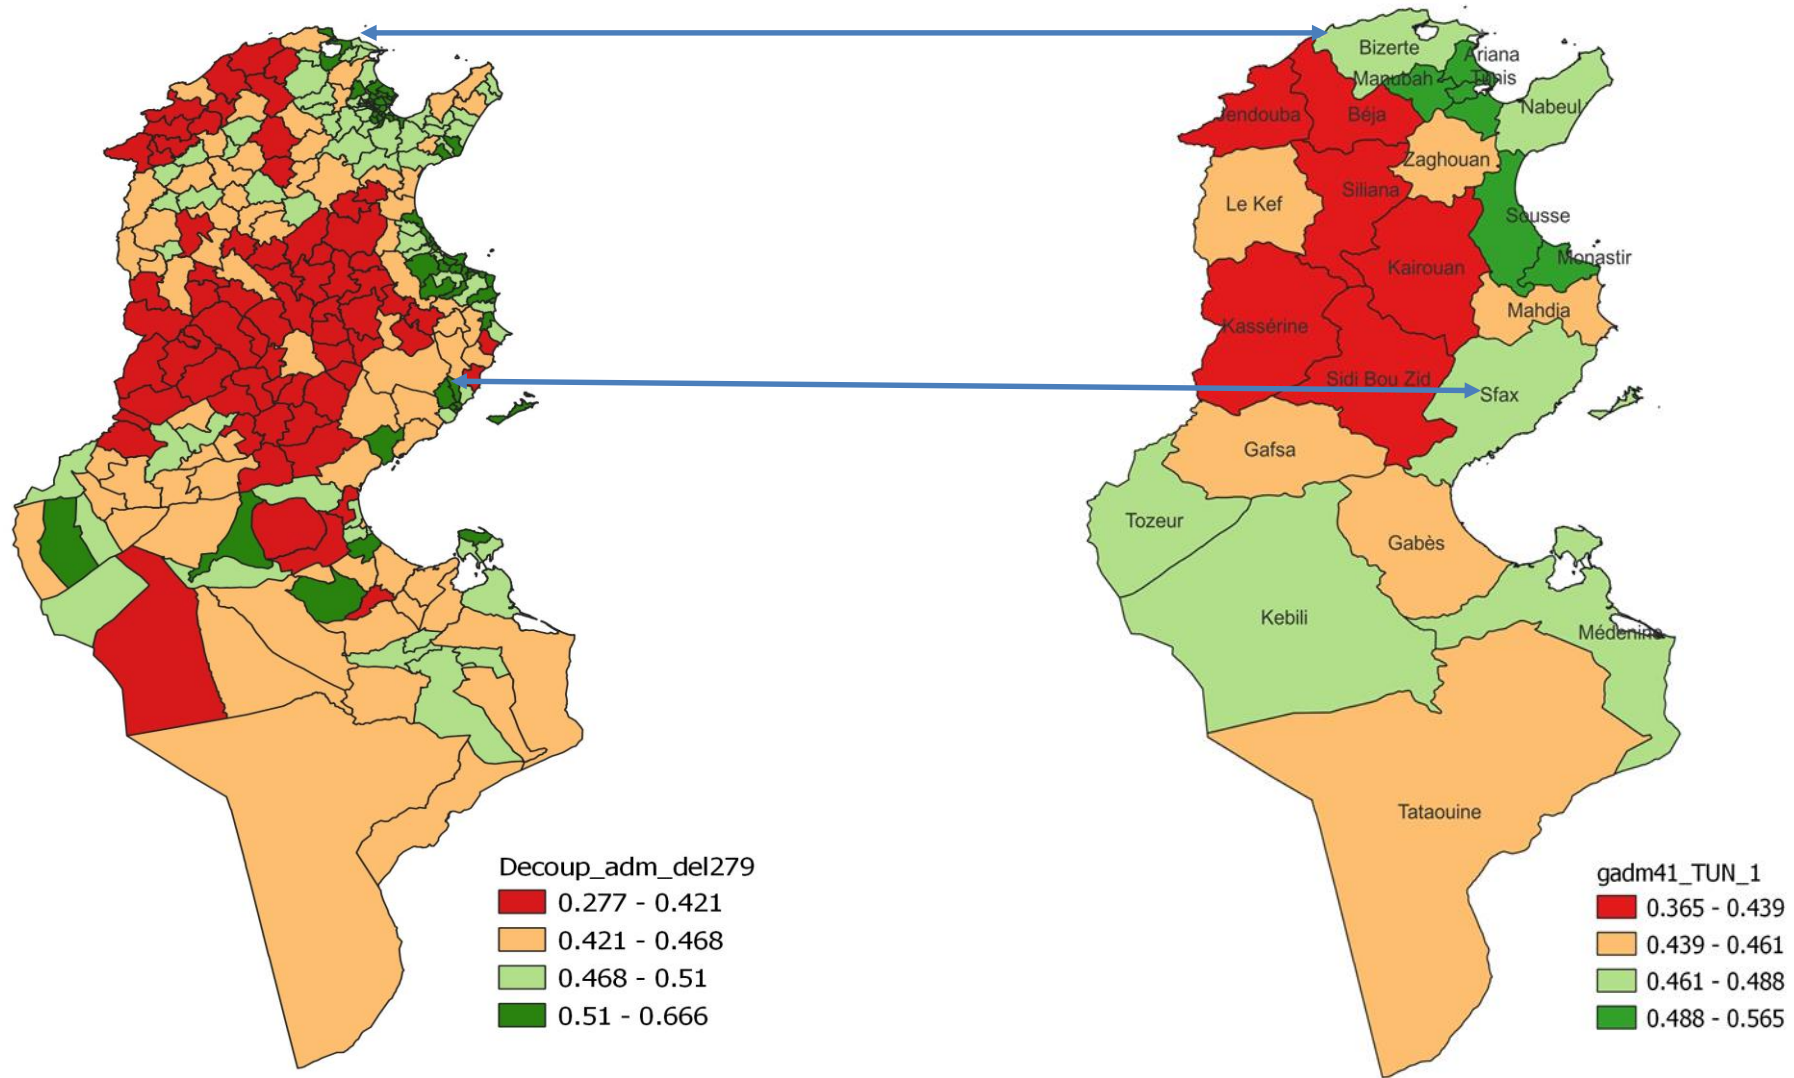 Bizerte
Ariana
Manubah
Tunis
Nabeul
Jendouba
Béja
Zaghouan
Siliana
Le Kef
Sousse
Monastir
Kairouan
Mahdia
Kassérine
Sidi Bou Zid
Sfax
Gafsa
Tozeur
Gabès
Kebili
Médenine
Tataouine
Decoup_adm_del279
0.277 - 0.421
0.421 - 0.468
0.468 - 0.51
0.51 - 0.666
gadm41_TUN_1
0.365 - 0.439
0.439 - 0.461
0.461 - 0.488
0.488 - 0.565